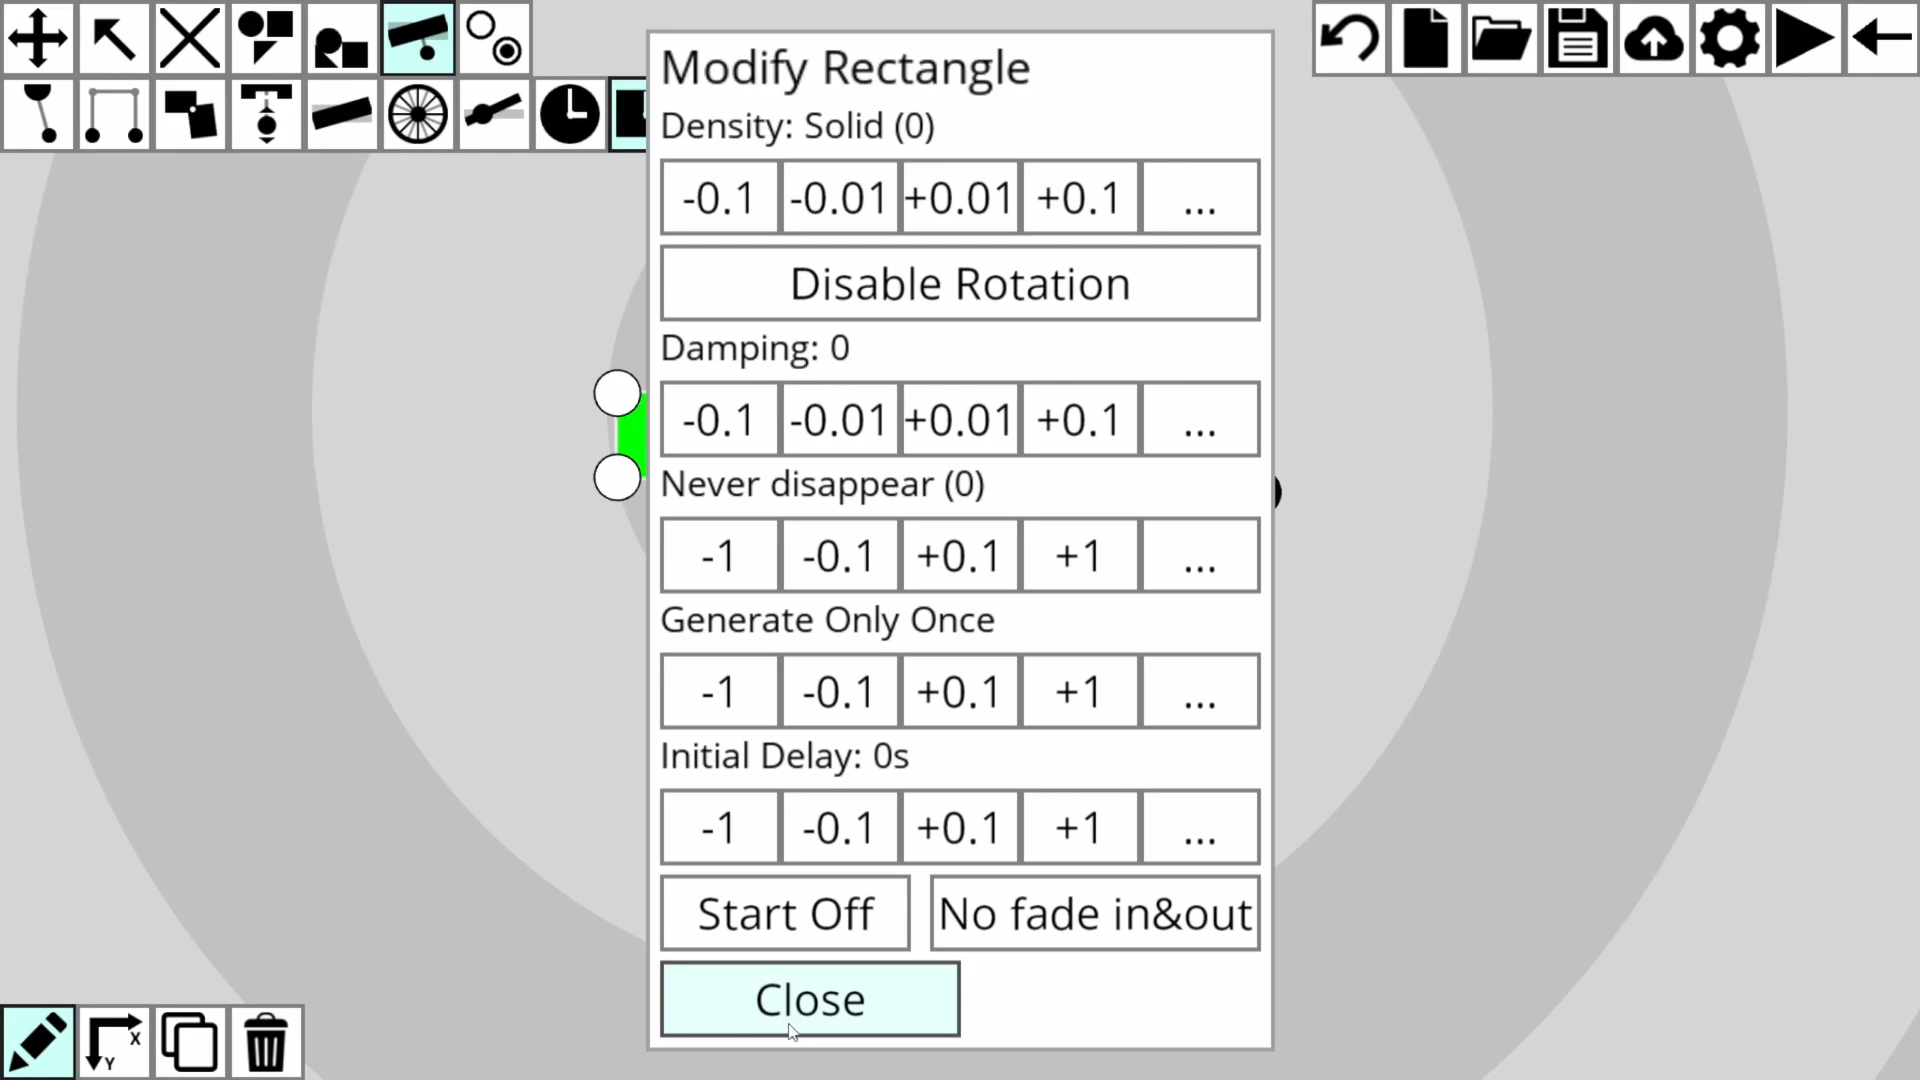 Modify Rectangle
Density: Solid (0)
-0.1 -0.01 +0.01 +0.1 ...
Disable Rotation
Damping: 0
-0.1 -0.01 +0.01 +0.1 ...
Never disappear (0)
-1 -0.1 +0.1 +1 ...
Generate Only Once
-1 -0.1 +0.1 +1 ...
Initial Delay: 0s
-1 -0.1 +0.1 +1 ...
Start Off No fade in&out
Close
X
Y